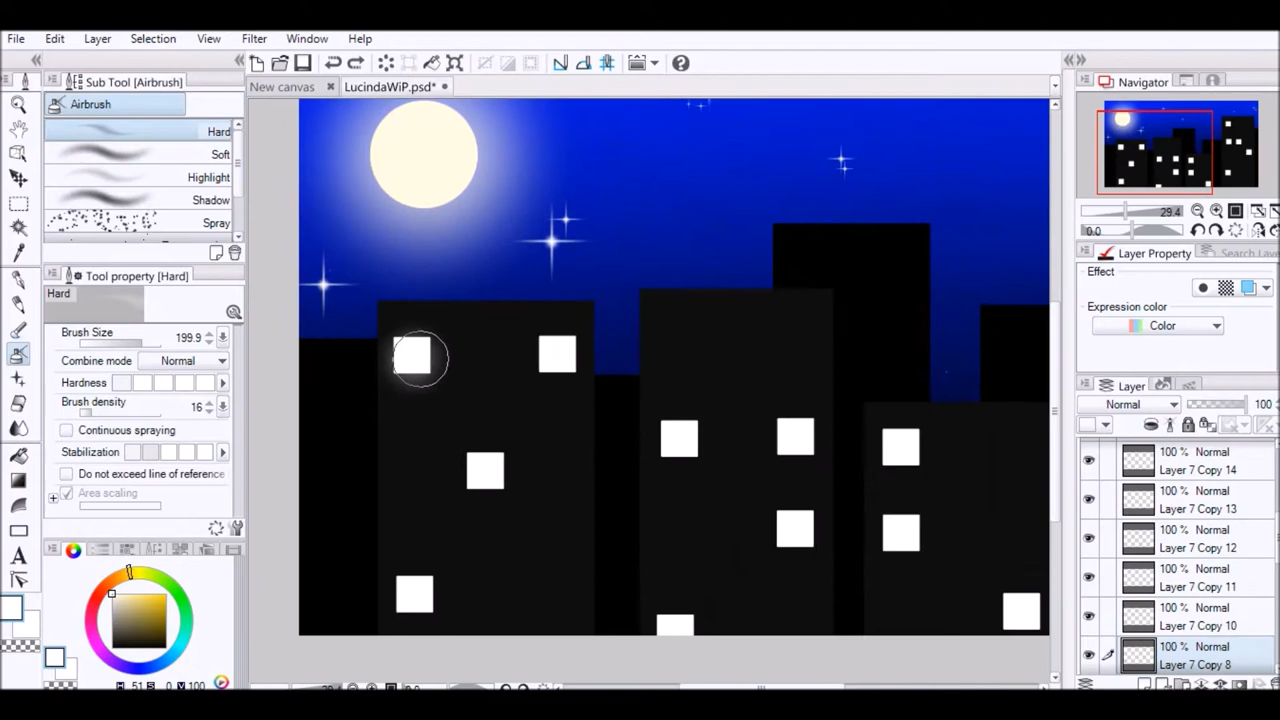 File Edit Layer Selection View Filter Window Help
Sub Tool [Airbrush]
Airbrush
Hard
Soft
Highlight
Shadow
Spray
Tool property [Hard]
Hard
Brush Size 199.9
Combine mode Normal
Hardness
Brush density 16
Continuous spraying
Stabilization
Do not exceed line of reference
Area scaling
H 51 S 0 V 100
New canvas LucindaWiP.psd*
Navigator
29.4
0.0
Layer Property Search Laye
Effect
Expression color
Color
Layer
Normal 100
100 % Normal
Layer 7 Copy 14
100 % Normal
Layer 7 Copy 13
100 % Normal
Layer 7 Copy 12
100 % Normal
Layer 7 Copy 11
100 % Normal
Layer 7 Copy 10
100 % Normal
Layer 7 Copy 8